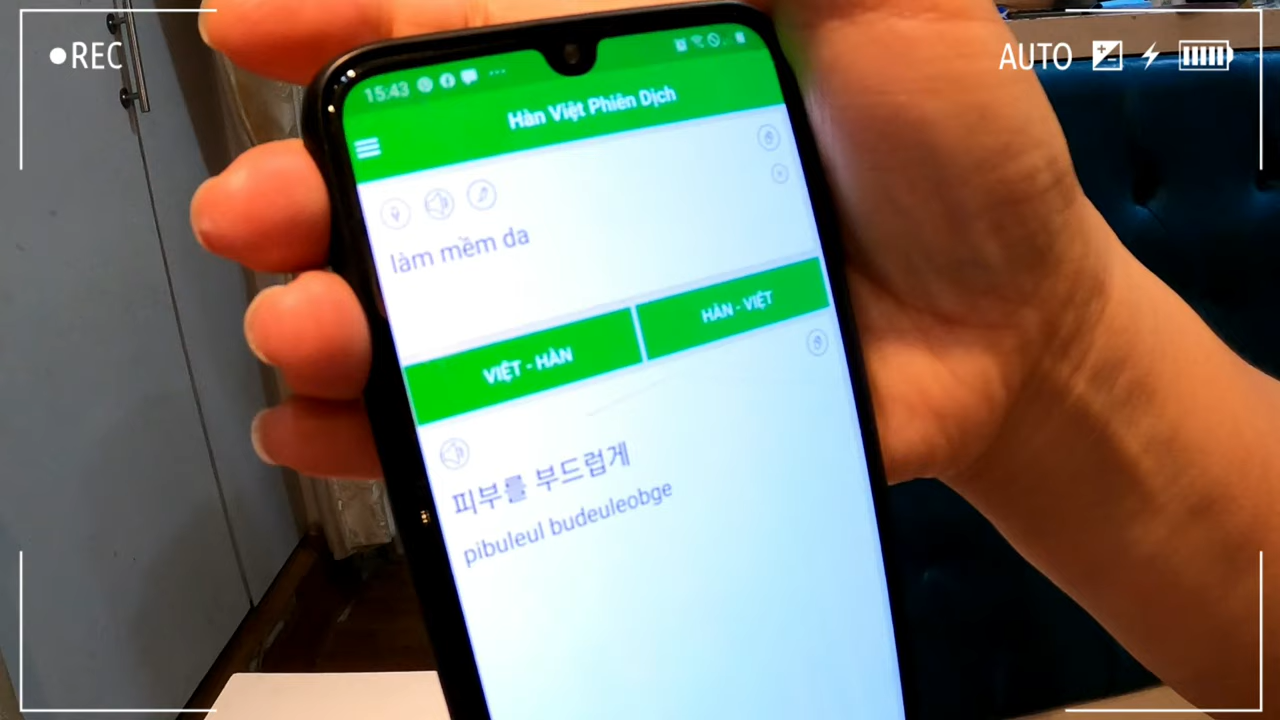 REC
AUTO
15:43
Hàn Việt Phiên Dịch
làm mềm da
VIỆT - HÀN
HÀN - VIỆT
피부를 부드럽게
pibuleul budeuleobge